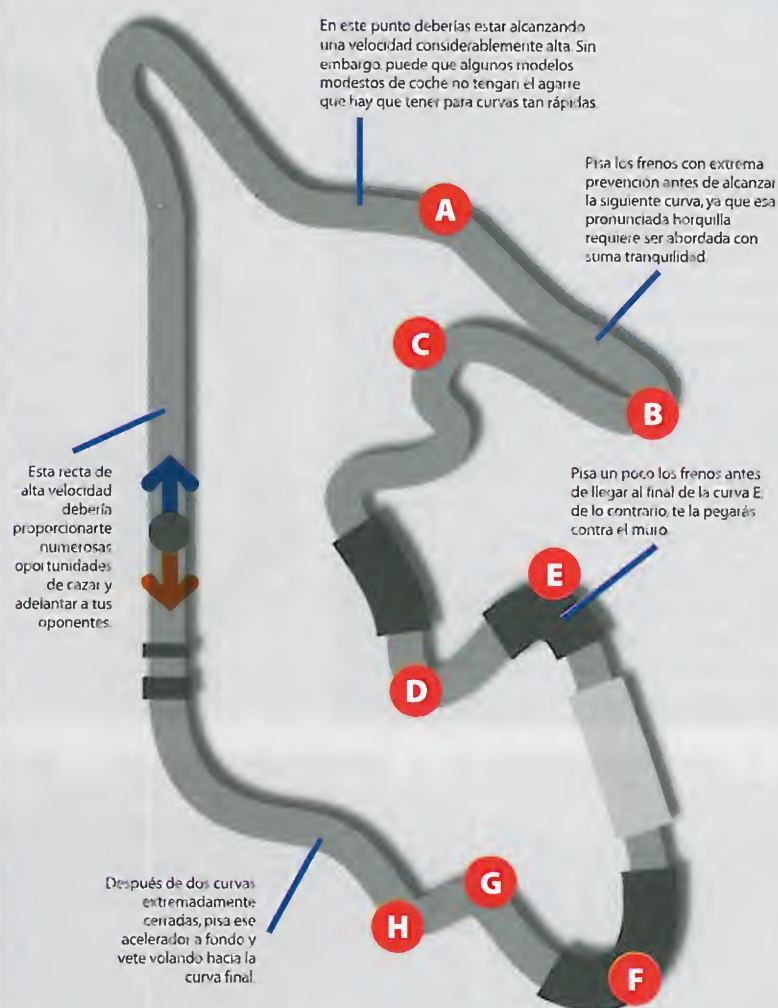 En este punto deberías estar alcanzando
una velocidad considerablemente alta. Sin
embargo, puede que algunos modelos
modestos de coche no tengan el agarre
que hay que tener para curvas tan rápidas.
Pisa los frenos con extrema
prevención antes de alcanzar
la siguiente curva, ya que esa
pronunciada horquilla
requiere ser abordada con
suma tranquilidad.
A
C
B
Esta recta de
alta velocidad
debería
proporcionarte
numerosas
oportunidades
de cazar y
adelantar a tus
oponentes.
Pisa un poco los frenos antes
de llegar al final de la curva E,
de lo contrario, te la pegarás
contra el muro.
E
D
G
H
F
Después de dos curvas
extremadamente
cerradas, pisa ese
acelerador a fondo y
vete volando hacia la
curva final.